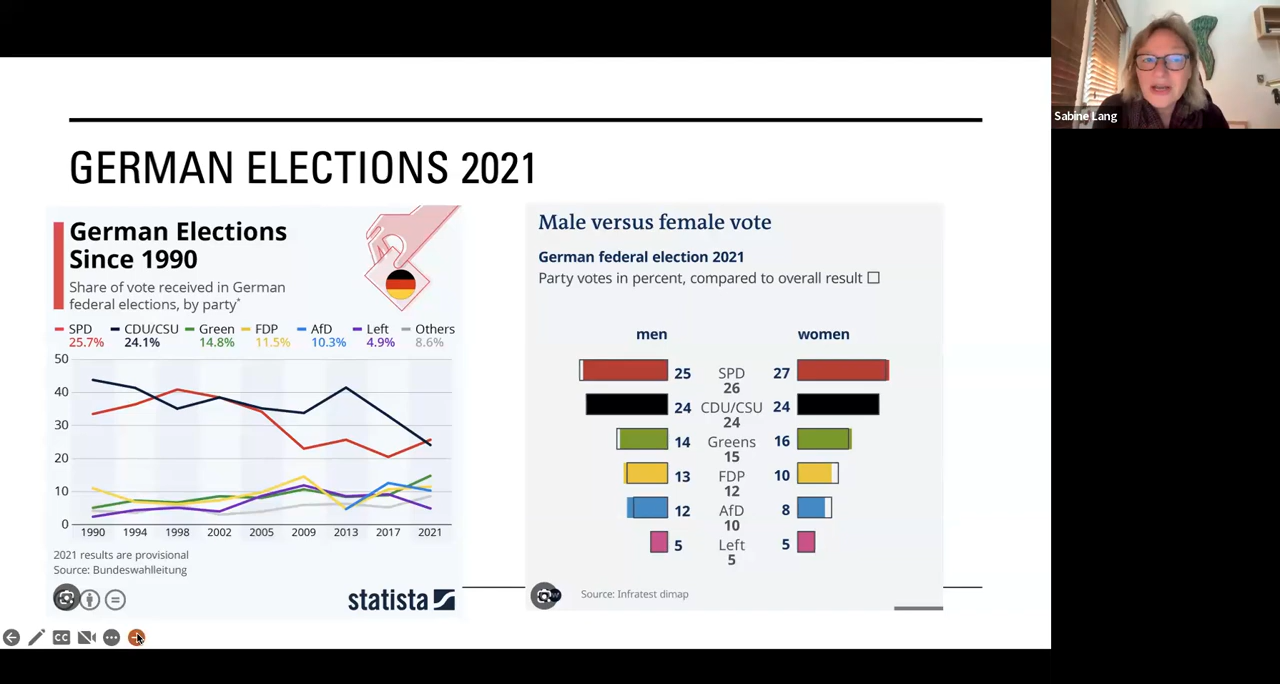 Sabine Lang
GERMAN ELECTIONS 2021
German Elections
Since 1990
Share of vote received in German
federal elections, by party*
SPD CDU/CSU Green FDP AfD Left Others
25.7% 24.1% 14.8% 11.5% 10.3% 4.9% 8.6%
50
40
30
20
10
0
1990 1994 1998 2002 2005 2009 2013 2017 2021
2021 results are provisional
Source: Bundeswahlleitung
statista
Male versus female vote
German federal election 2021
Party votes in percent, compared to overall result
men women
25 SPD 27
26
24 CDU/CSU 24
24
14 Greens 16
15
13 FDP 10
12
12 AfD 8
10
5 Left 5
5
Source: Infratest dimap
CC